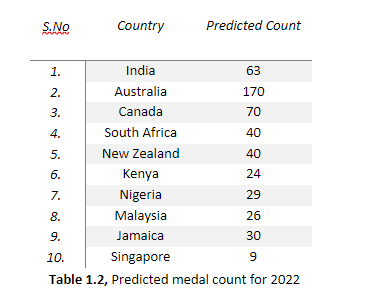 S.No Country Predicted Count
1. India 63
2. Australia 170
3. Canada 70
4. South Africa 40
5. New Zealand 40
6. Kenya 24
7. Nigeria 29
8. Malaysia 26
9. Jamaica 30
10. Singapore 9
Table 1.2, Predicted medal count for 2022